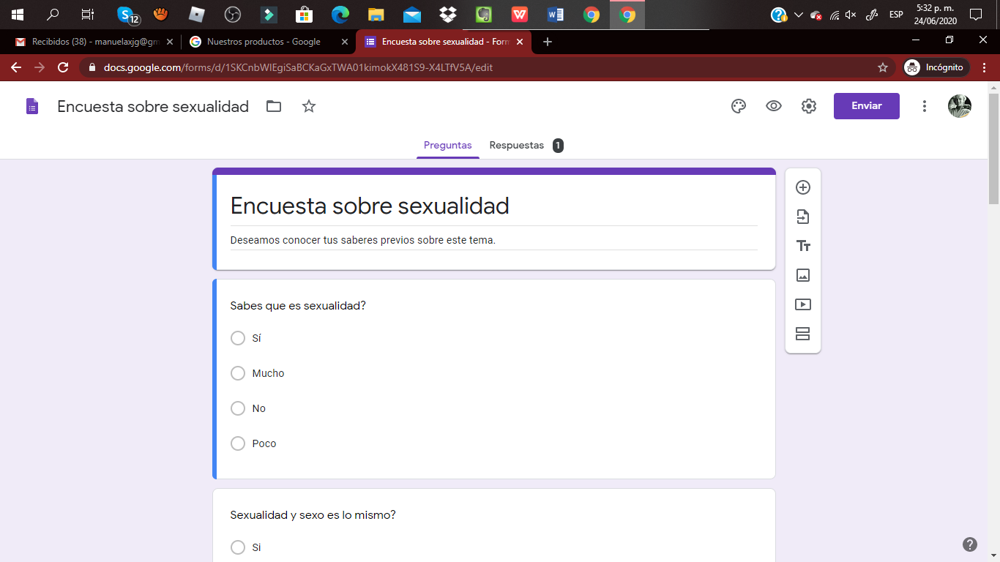 12
W
ESP
5:32 p. m.
24/06/2020
Recibidos (38) - manuelaxjg@gm
Nuestros productos - Google
Encuesta sobre sexualidad - Form
docs.google.com/forms/d/1SKCnbWIEgiSaBCKaGxTWA01kimokX481S9-X4LTfV5A/edit
Incógnito
Encuesta sobre sexualidad
Enviar
Preguntas
Respuestas 1
Encuesta sobre sexualidad
Deseamos conocer tus saberes previos sobre este tema.
Sabes que es sexualidad?
Sí
Mucho
No
Poco
Sexualidad y sexo es lo mismo?
Si